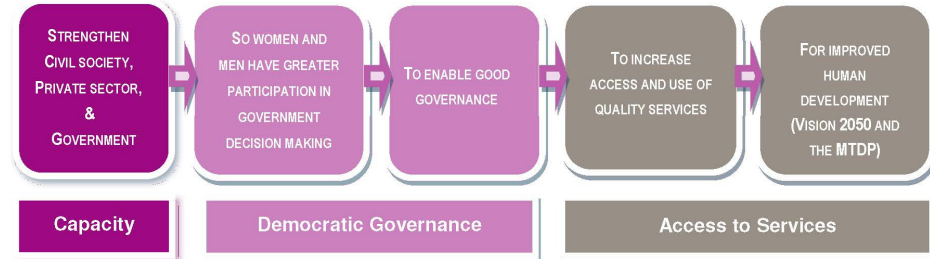 STRENGTHEN
CIVIL SOCIETY,
PRIVATE SECTOR,
&
GOVERNMENT
SO WOMEN AND
MEN HAVE GREATER
PARTICIPATION IN
GOVERNMENT
DECISION MAKING
TO ENABLE GOOD
GOVERNANCE
TO INCREASE
ACCESS AND USE OF
QUALITY SERVICES
FOR IMPROVED
HUMAN
DEVELOPMENT
(VISION 2050 AND
THE MTDP)
Capacity
Democratic Governance
Access to Services